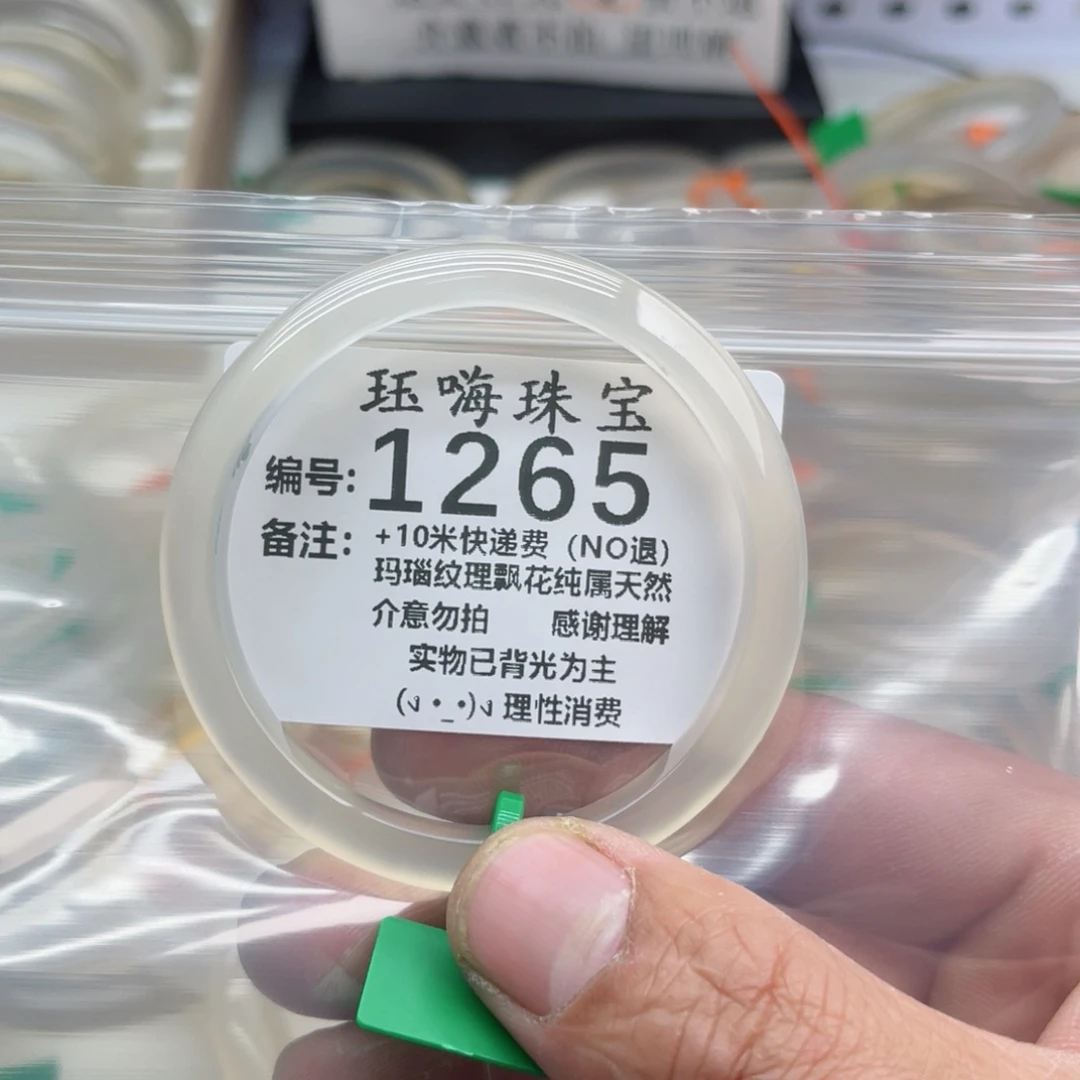 珏嗨珠宝
编号: 1265
备注: +10米快递费 (NO退)
玛瑙纹理飘花纯属天然
介意勿拍 感谢理解
实物已背光为主
(ง •_•)ง 理性消费